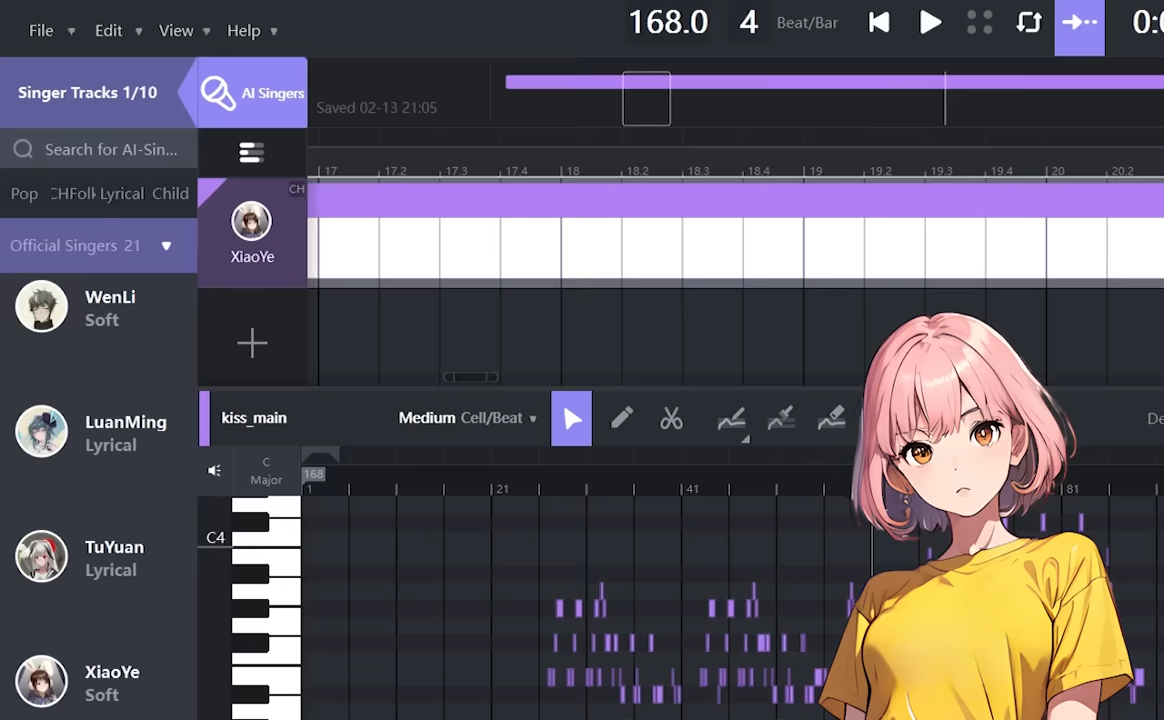 File Edit View Help
168.0 4 Beat/Bar
Singer Tracks 1/10
AI Singers
Saved 02-13 21:05
Search for AI-Sin...
Pop CHFolk Lyrical Child
CH
17 17.2 17.3 17.4 18 18.2 18.3 18.4 19 19.2 19.3 19.4 20 20.2
XiaoYe
Official Singers 21
WenLi
Soft
LuanMing
Lyrical
TuYuan
Lyrical
XiaoYe
Soft
kiss_main
Medium Cell/Beat
C
Major
168
1 21 41 81
C4